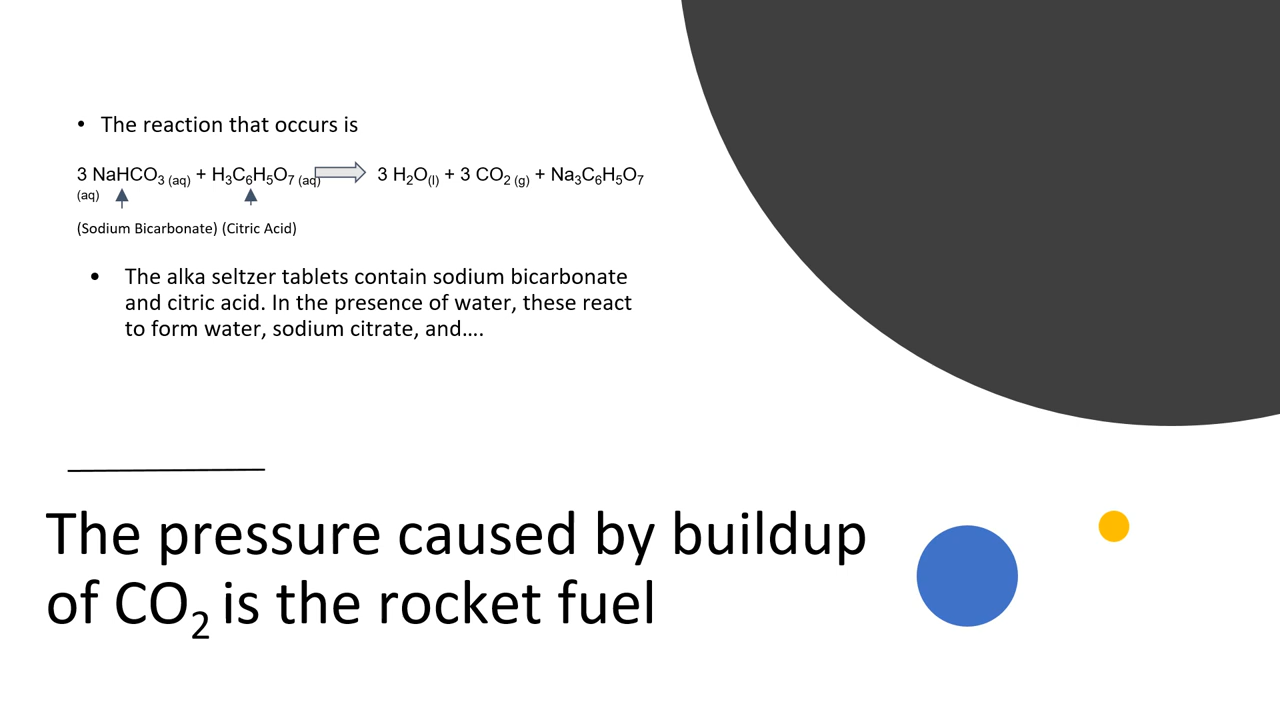 • The reaction that occurs is
3 NaHCO₃ (aq) + H₃C₆H₅O₇ (aq) 3 H₂O(l) + 3 CO₂ (g) + Na₃C₆H₅O₇
(aq)
(Sodium Bicarbonate) (Citric Acid)
• The alka seltzer tablets contain sodium bicarbonate
and citric acid. In the presence of water, these react
to form water, sodium citrate, and….
The pressure caused by buildup
of CO₂ is the rocket fuel